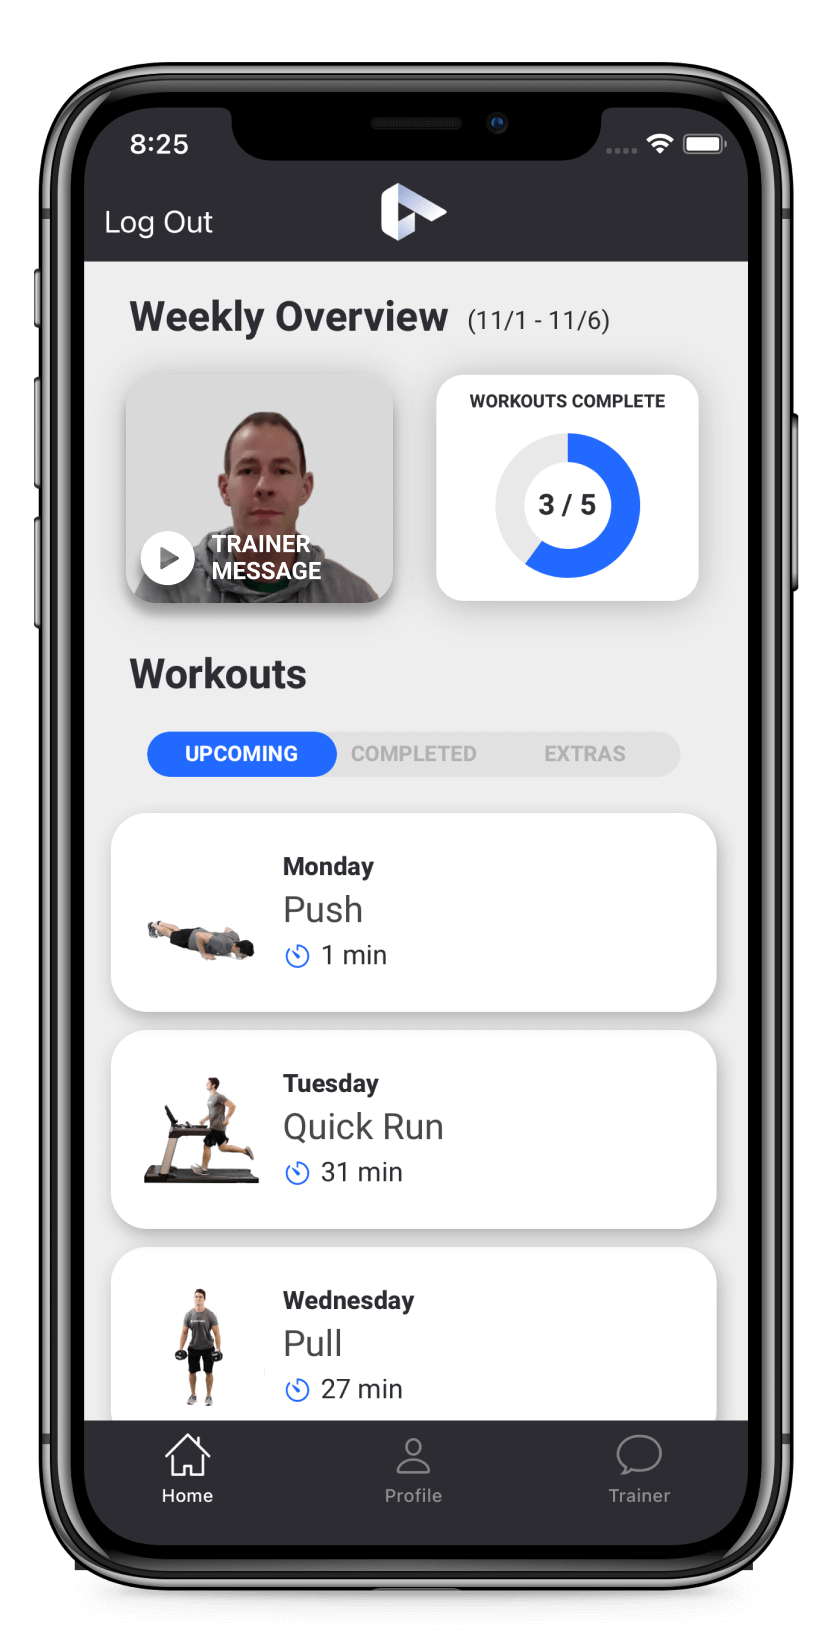 8:25
Log Out
Weekly Overview (11/1 - 11/6)
TRAINER
MESSAGE
WORKOUTS COMPLETE
3 / 5
Workouts
UPCOMING COMPLETED EXTRAS
Monday
Push
1 min
Tuesday
Quick Run
31 min
Wednesday
Pull
27 min
Home Profile Trainer